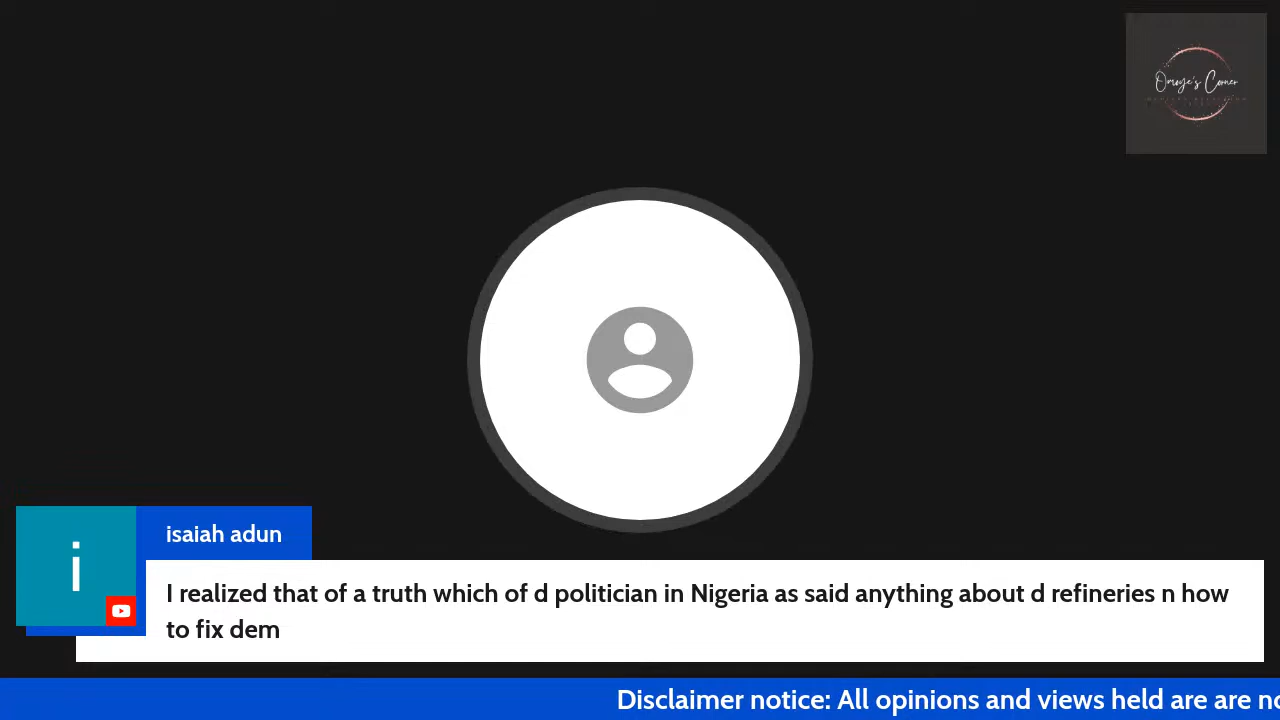 Omoye's Corner
i
isaiah adun
I realized that of a truth which of d politician in Nigeria as said anything about d refineries n how
to fix dem
Disclaimer notice: All opinions and views held are are no